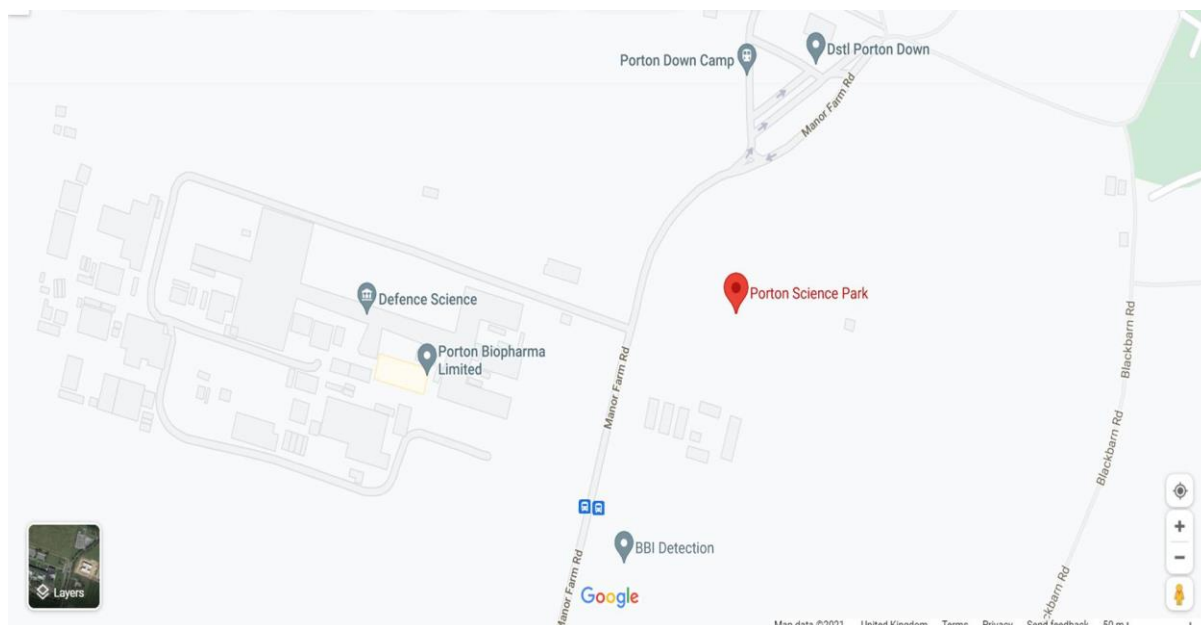 Dstl Porton Down
Porton Down Camp
Manor Farm Rd
Porton Science Park
Defence Science
Porton Biopharma
Limited
Manor Farm Rd
Blackbarn Rd
Blackbarn Rd
BBI Detection
Manor Farm Rd
Blackbarn Rd
Layers
Google
Map data ©2021 United Kingdom Terms Privacy Send feedback 50 m